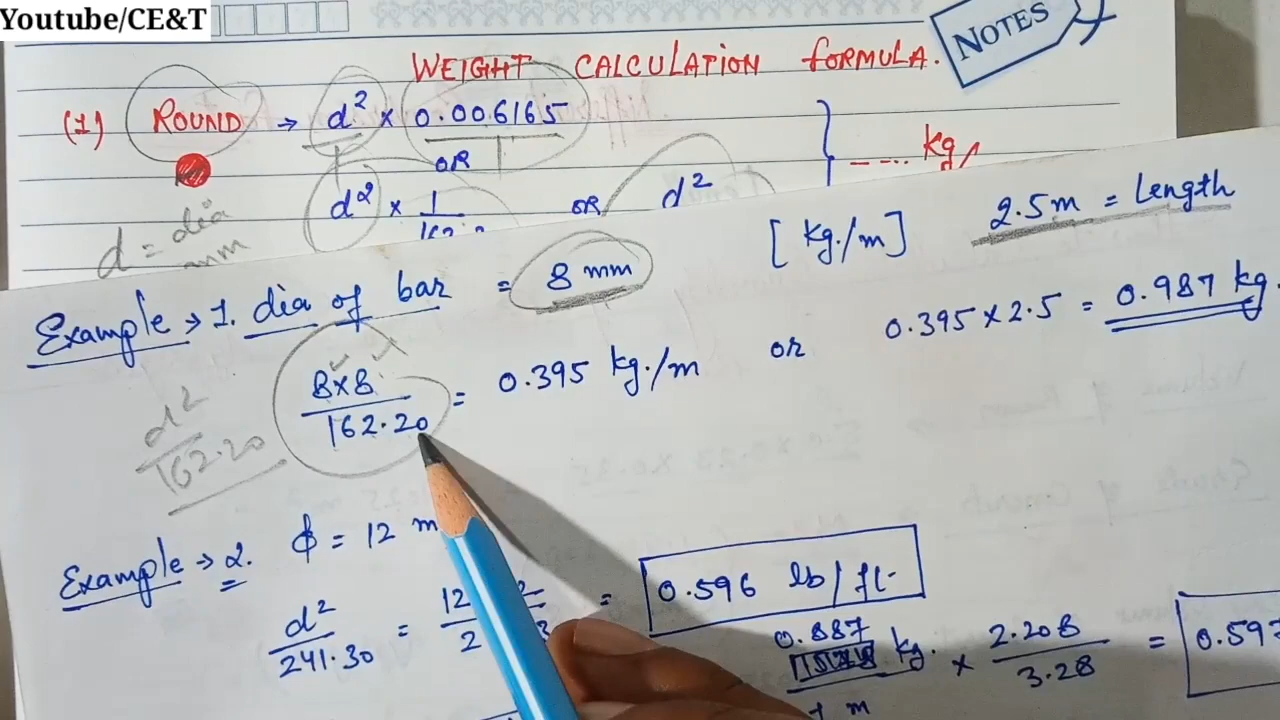 Youtube/CE&T
NOTES
WEIGHT CALCULATION FORMULA.
(1) ROUND → d² × 0.006165
OR
---- kg/
d² × 1/162.2 OR d²
d = dia
mm
[kg./m] 2.5m = Length
Example → 1. dia of bar = 8 mm
8×8/162.20 = 0.395 kg./m or 0.395 × 2.5 = 0.987 kg.
d²/162.20
Example → 2. φ = 12 m
d²/241.30 = 12 = 0.596 lb/ft.
0.887 kg./1 m × 2.208/3.28 = 0.597